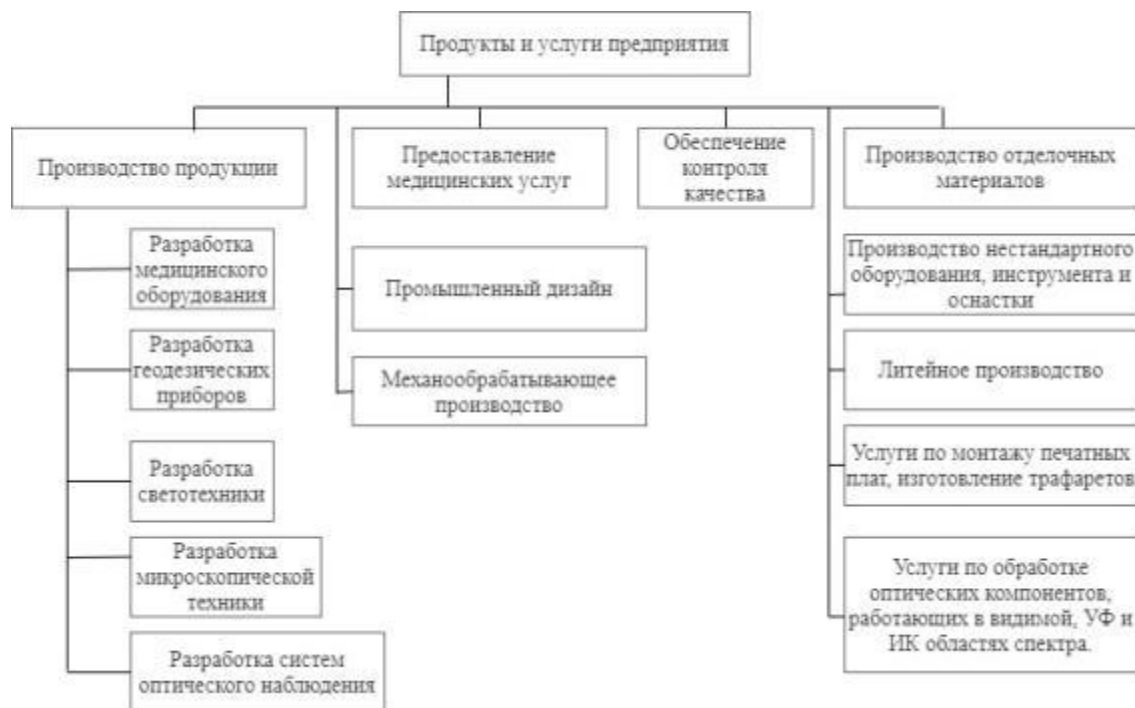 Продукты и услуги предприятия
Производство продукции
Предоставление
медицинских услуг
Обеспечение
контроля
качества
Производство отделочных
материалов
Разработка
медицинского
оборудования
Разработка
геодезических
приборов
Разработка
светотехники
Разработка
микроскопической
техники
Разработка систем
оптического наблюдения
Промышленный дизайн
Механообрабатывающее
производство
Производство нестандартного
оборудования, инструмента и
оснастки
Литейное производство
Услуги по монтажу печатных
плат, изготовление трафаретов
Услуги по обработке
оптических компонентов,
работающих в видимой, УФ и
ИК областях спектра.